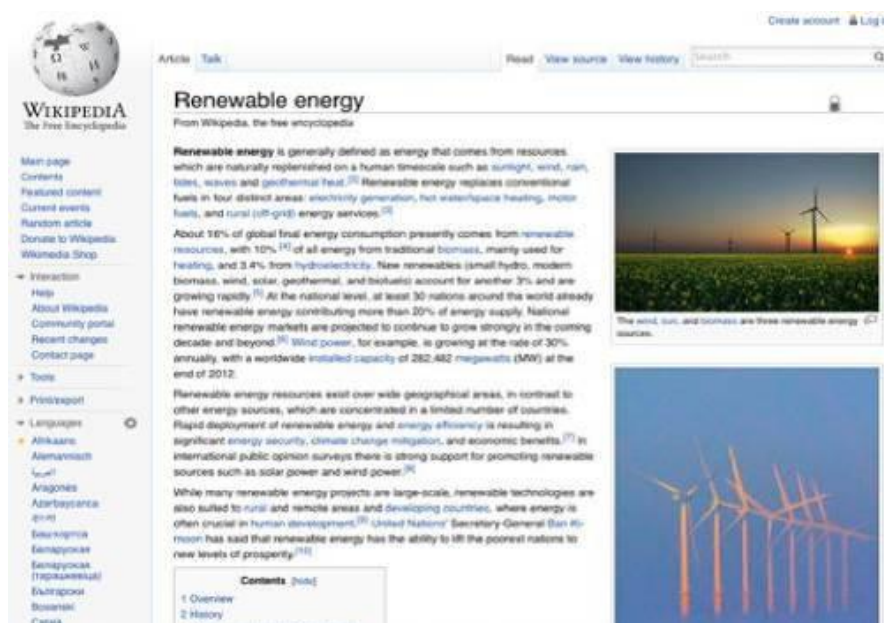 Create account Log i
Article Talk Read View source View history Search
WIKIPEDIA
The Free Encyclopedia
Main page
Contents
Featured content
Current events
Random article
Donate to Wikipedia
Wikimedia Shop
Interaction
Help
About Wikipedia
Community portal
Recent changes
Contact page
Tools
Print/export
Languages
Afrikaans
Alemannisch
العربية
Aragonés
Azərbaycanca
বাংলা
Башҡортса
Беларуская
Беларуская
(тарашкевіца)
Български
Bosanski
Català
Renewable energy
From Wikipedia, the free encyclopedia
Renewable energy is generally defined as energy that comes from resources
which are naturally replenished on a human timescale such as sunlight, wind, rain,
tides, waves and geothermal heat.[2] Renewable energy replaces conventional
fuels in four distinct areas: electricity generation, hot water/space heating, motor
fuels, and rural (off-grid) energy services.[3]
About 16% of global final energy consumption presently comes from renewable
resources, with 10% [4] of all energy from traditional biomass, mainly used for
heating, and 3.4% from hydroelectricity. New renewables (small hydro, modern
biomass, wind, solar, geothermal, and biofuels) account for another 3% and are
growing rapidly.[5] At the national level, at least 30 nations around the world already
have renewable energy contributing more than 20% of energy supply. National
renewable energy markets are projected to continue to grow strongly in the coming
decade and beyond.[6] Wind power, for example, is growing at the rate of 30%
annually, with a worldwide installed capacity of 282,482 megawatts (MW) at the
end of 2012.
Renewable energy resources exist over wide geographical areas, in contrast to
other energy sources, which are concentrated in a limited number of countries.
Rapid deployment of renewable energy and energy efficiency is resulting in
significant energy security, climate change mitigation, and economic benefits.[7] In
international public opinion surveys there is strong support for promoting renewable
sources such as solar power and wind power.[8]
While many renewable energy projects are large-scale, renewable technologies are
also suited to rural and remote areas and developing countries, where energy is
often crucial in human development.[9] United Nations' Secretary-General Ban Ki-
moon has said that renewable energy has the ability to lift the poorest nations to
new levels of prosperity.[10]
Contents [hide]
1 Overview
2 History
The wind, sun, and biomass are three renewable energy
sources.